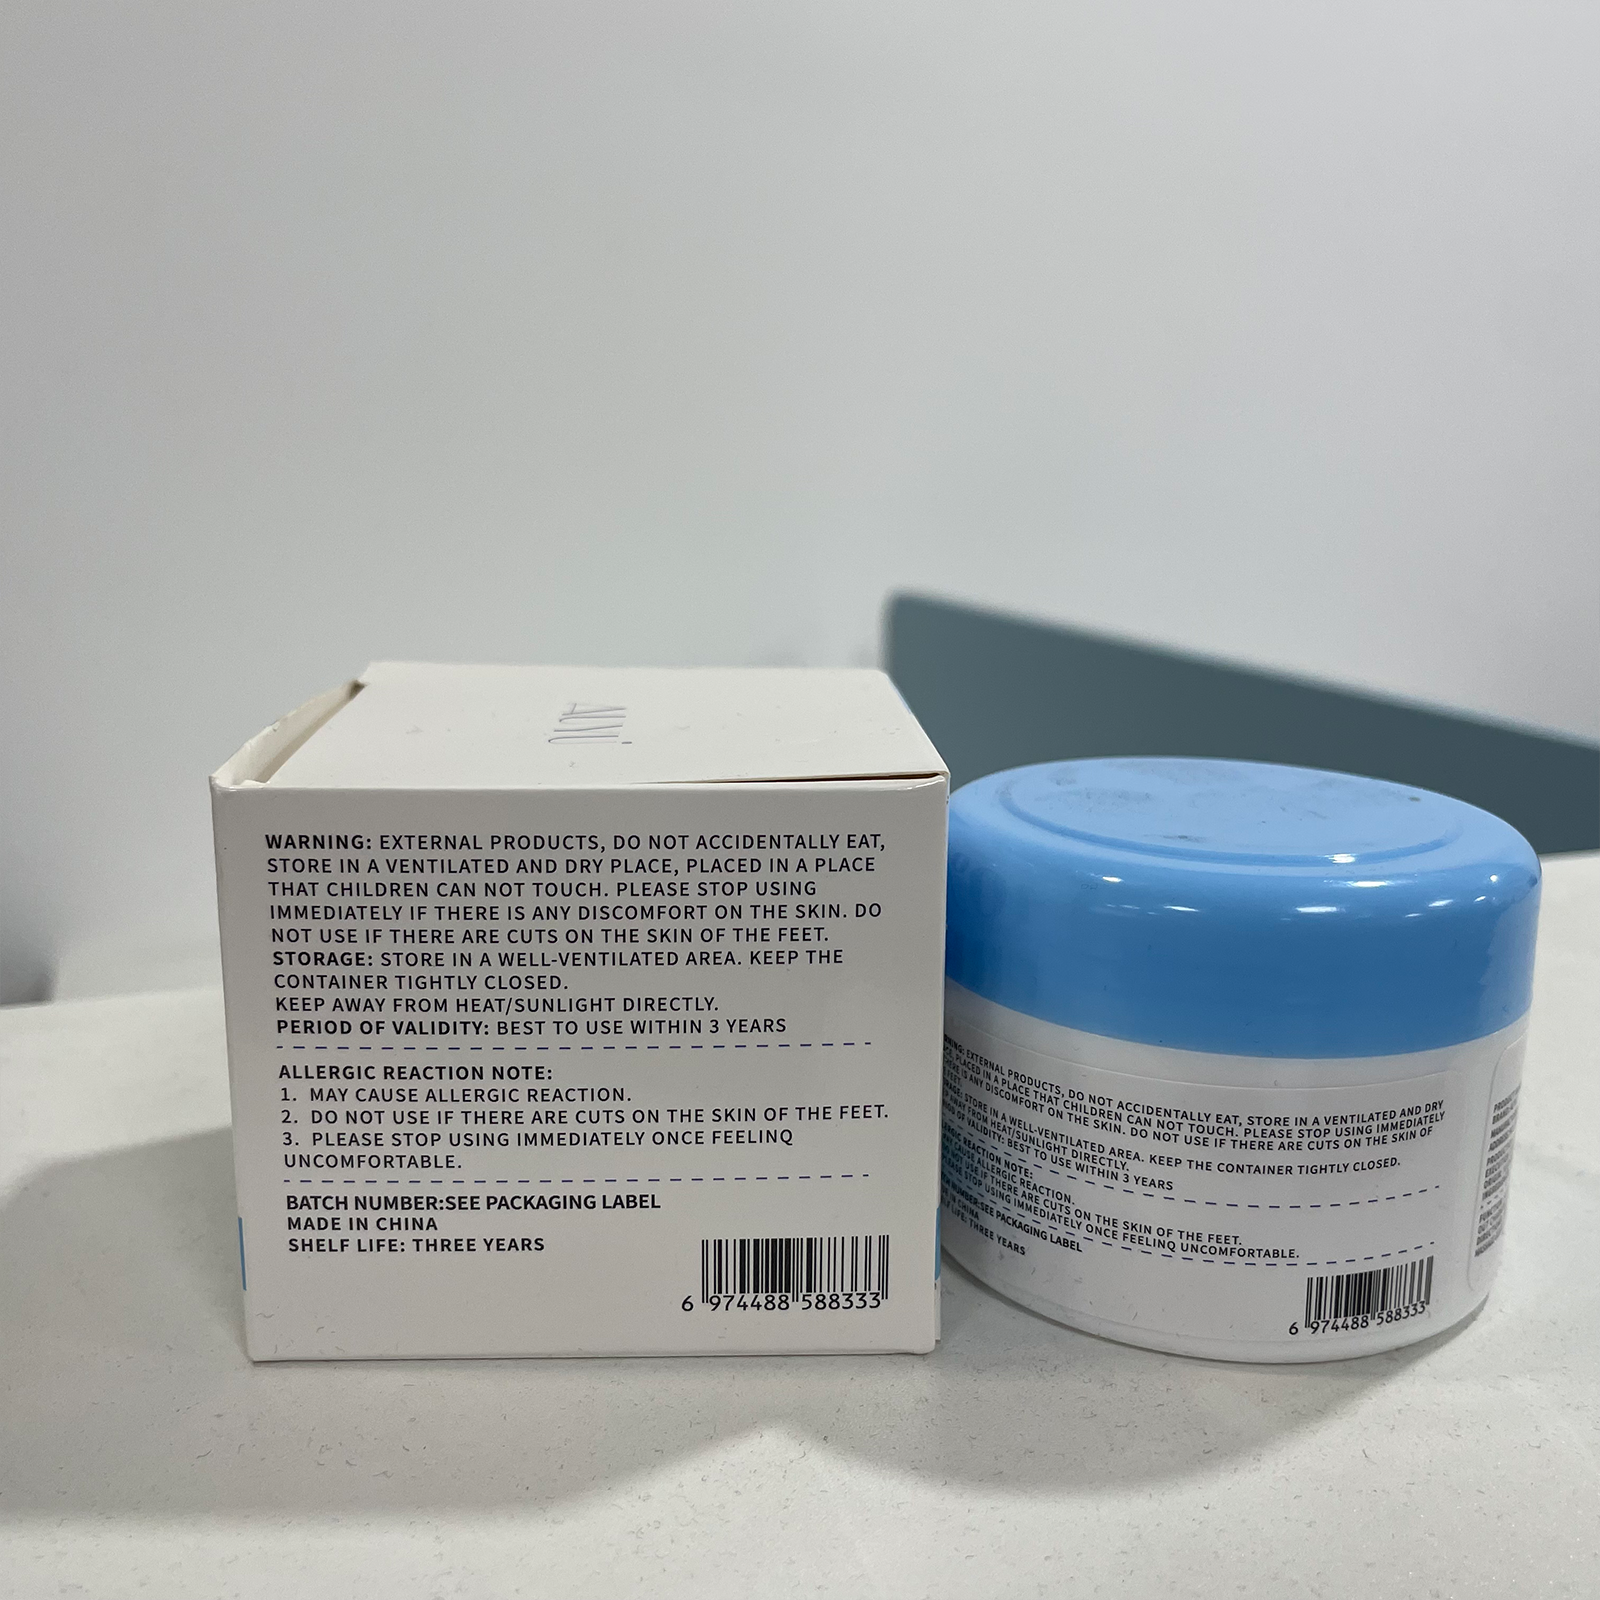 WARNING: EXTERNAL PRODUCTS, DO NOT ACCIDENTALLY EAT,
STORE IN A VENTILATED AND DRY PLACE, PLACED IN A PLACE
THAT CHILDREN CAN NOT TOUCH. PLEASE STOP USING
IMMEDIATELY IF THERE IS ANY DISCOMFORT ON THE SKIN. DO
NOT USE IF THERE ARE CUTS ON THE SKIN OF THE FEET.
STORAGE: STORE IN A WELL-VENTILATED AREA. KEEP THE
CONTAINER TIGHTLY CLOSED.
KEEP AWAY FROM HEAT/SUNLIGHT DIRECTLY.
PERIOD OF VALIDITY: BEST TO USE WITHIN 3 YEARS
ALLERGIC REACTION NOTE:
1. MAY CAUSE ALLERGIC REACTION.
2. DO NOT USE IF THERE ARE CUTS ON THE SKIN OF THE FEET.
3. PLEASE STOP USING IMMEDIATELY ONCE FEELINQ
UNCOMFORTABLE.
BATCH NUMBER:SEE PACKAGING LABEL
MADE IN CHINA
SHELF LIFE: THREE YEARS
6 974488 588333
EXTERNAL PRODUCTS, DO NOT ACCIDENTALLY EAT, STORE IN A VENTILATED AND DRY
PLACED IN A PLACE THAT CHILDREN CAN NOT TOUCH. PLEASE STOP USING IMMEDIATELY
THERE IS ANY DISCOMFORT ON THE SKIN. DO NOT USE IF THERE ARE CUTS ON THE SKIN OF
FEET.
STORE IN A WELL-VENTILATED AREA. KEEP THE CONTAINER TIGHTLY CLOSED.
AWAY FROM HEAT/SUNLIGHT DIRECTLY.
OF VALIDITY: BEST TO USE WITHIN 3 YEARS
REACTION NOTE:
CAUSE ALLERGIC REACTION.
NOT USE IF THERE ARE CUTS ON THE SKIN OF THE FEET.
PLEASE STOP USING IMMEDIATELY ONCE FEELINQ UNCOMFORTABLE.
NUMBER:SEE PACKAGING LABEL
CHINA
LIFE: THREE YEARS
6 974488 588333